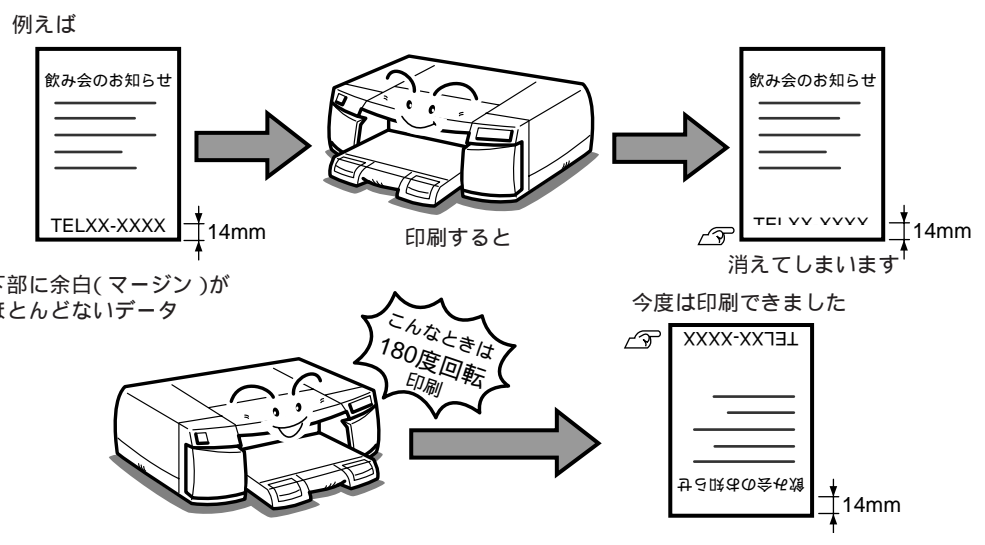 例えば
飲み会のお知らせ
TELXX-XXXX
14mm
下部に余白(マージン)が
ほとんどないデータ
印刷すると
飲み会のお知らせ
TELXX-XXXX
14mm
消えてしまいます
こんなときは
180度回転
印刷
今度は印刷できました
TELXX-XXXX
飲み会のお知らせ
14mm